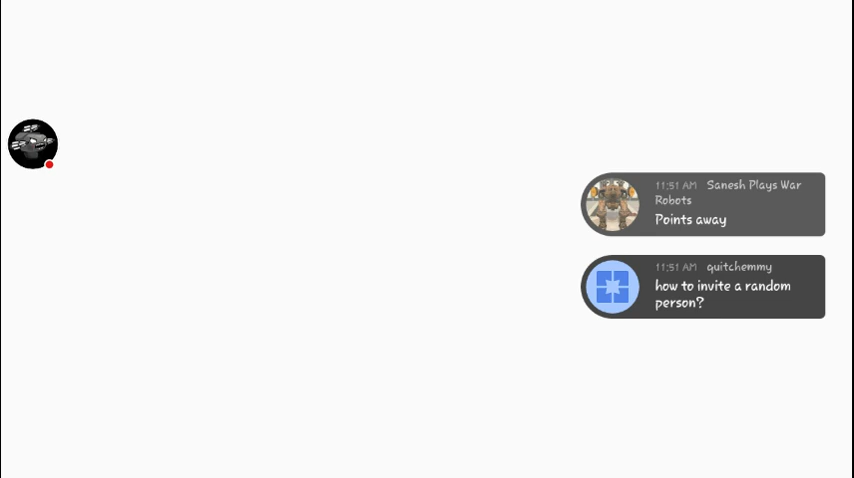 11:51 AM Sanesh Plays War
Robots
Points away
11:51 AM quitchemmy
how to invite a random
person?